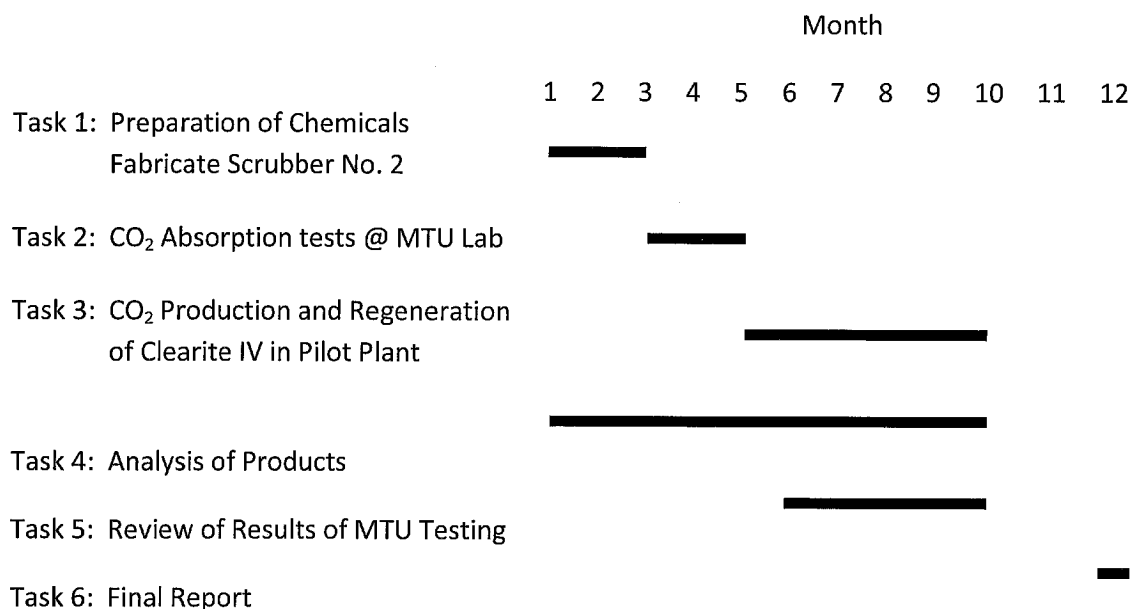 Month
1 2 3 4 5 6 7 8 9 10 11 12
Task 1: Preparation of Chemicals
Fabricate Scrubber No. 2
Task 2: CO₂ Absorption tests @ MTU Lab
Task 3: CO₂ Production and Regeneration
of Clearite IV in Pilot Plant
Task 4: Analysis of Products
Task 5: Review of Results of MTU Testing
Task 6: Final Report